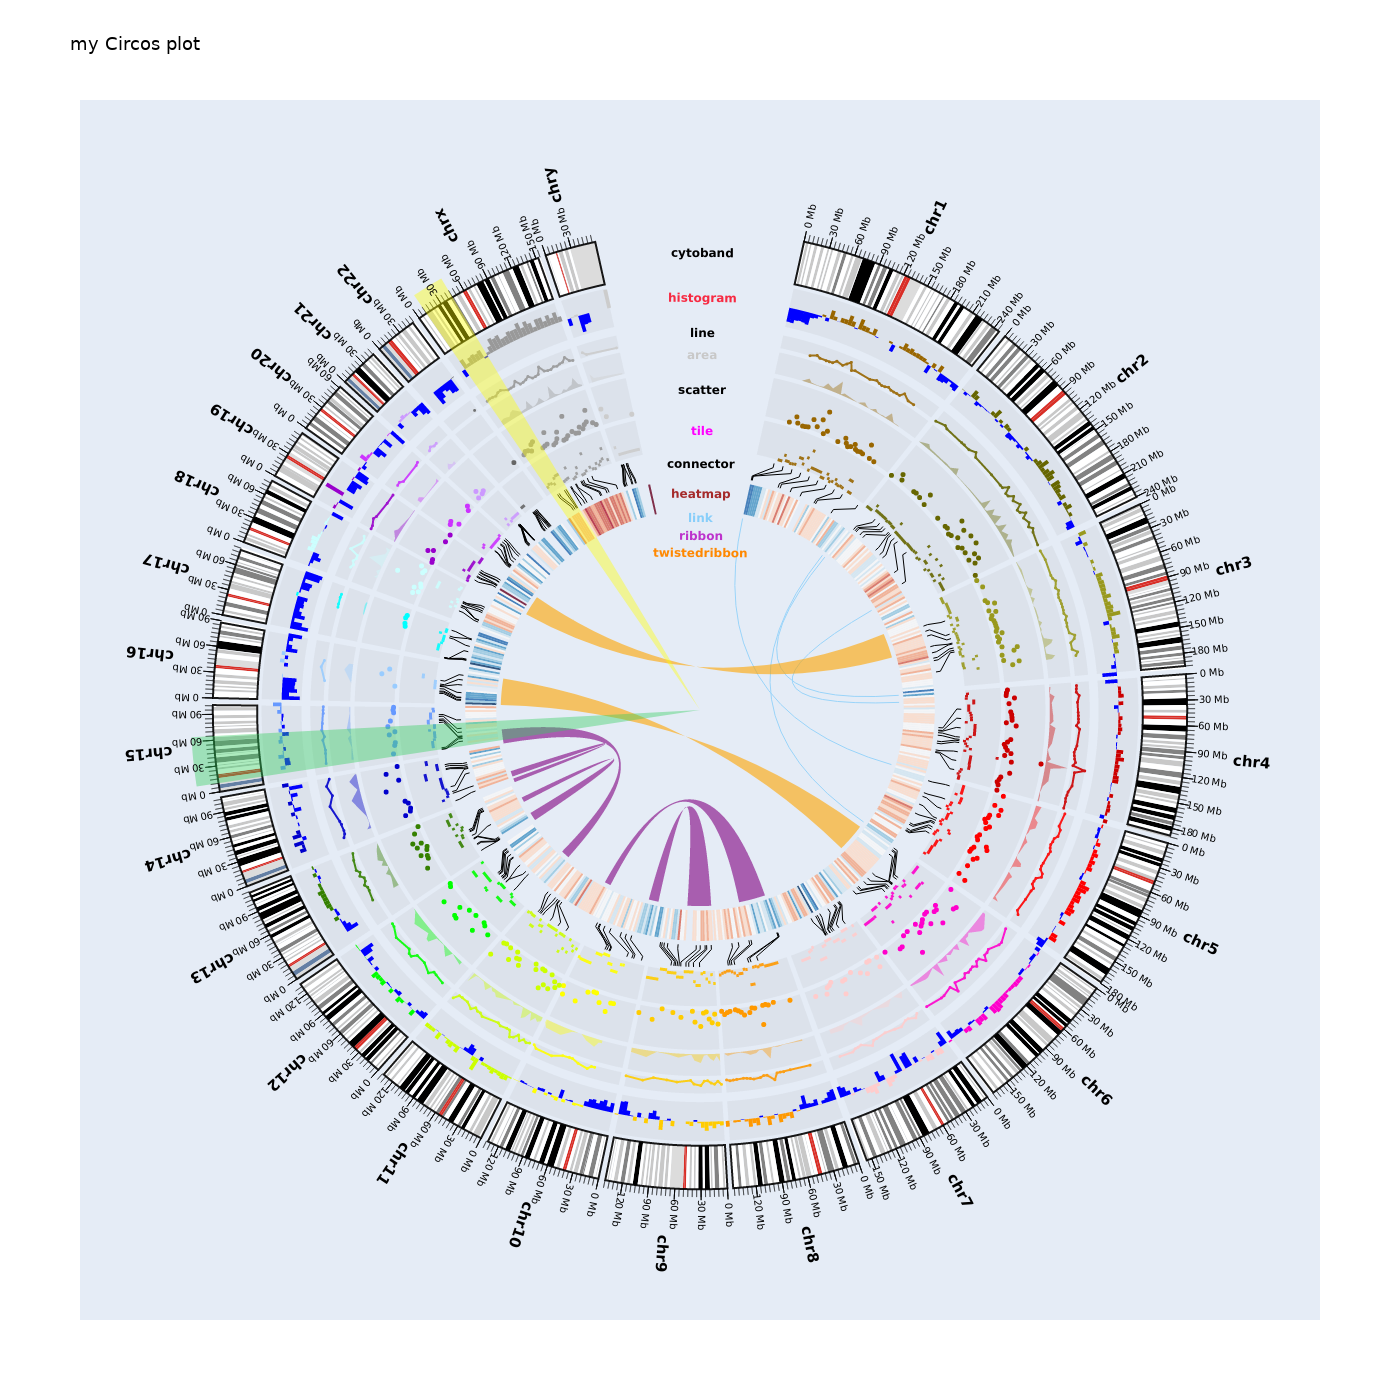 my Circos plot
cytoband
histogram
line
area
scatter
tile
connector
heatmap
link
ribbon
twistedribbon
chr1
0 Mb
30 Mb
60 Mb
90 Mb
120 Mb
150 Mb
180 Mb
210 Mb
240 Mb
chr2
0 Mb
30 Mb
60 Mb
90 Mb
120 Mb
150 Mb
180 Mb
210 Mb
240 Mb
chr3
0 Mb
30 Mb
60 Mb
90 Mb
120 Mb
150 Mb
180 Mb
chr4
0 Mb
30 Mb
60 Mb
90 Mb
120 Mb
150 Mb
180 Mb
chr5
0 Mb
30 Mb
60 Mb
90 Mb
120 Mb
150 Mb
180 Mb
chr6
0 Mb
30 Mb
60 Mb
90 Mb
120 Mb
150 Mb
chr7
0 Mb
30 Mb
60 Mb
90 Mb
120 Mb
150 Mb
chr8
0 Mb
30 Mb
60 Mb
90 Mb
120 Mb
chr9
0 Mb
30 Mb
60 Mb
90 Mb
120 Mb
chr10
0 Mb
30 Mb
60 Mb
90 Mb
120 Mb
chr11
0 Mb
30 Mb
60 Mb
90 Mb
120 Mb
chr12
0 Mb
30 Mb
60 Mb
90 Mb
120 Mb
chr13
0 Mb
30 Mb
60 Mb
90 Mb
chr14
0 Mb
30 Mb
60 Mb
90 Mb
chr15
0 Mb
30 Mb
60 Mb
90 Mb
chr16
0 Mb
30 Mb
60 Mb
90 Mb
chr17
0 Mb
30 Mb
60 Mb
chr18
0 Mb
30 Mb
60 Mb
chr19
0 Mb
30 Mb
chr20
0 Mb
30 Mb
60 Mb
chr21
0 Mb
30 Mb
chr22
0 Mb
30 Mb
chrx
0 Mb
30 Mb
60 Mb
90 Mb
120 Mb
150 Mb
chry
0 Mb
30 Mb